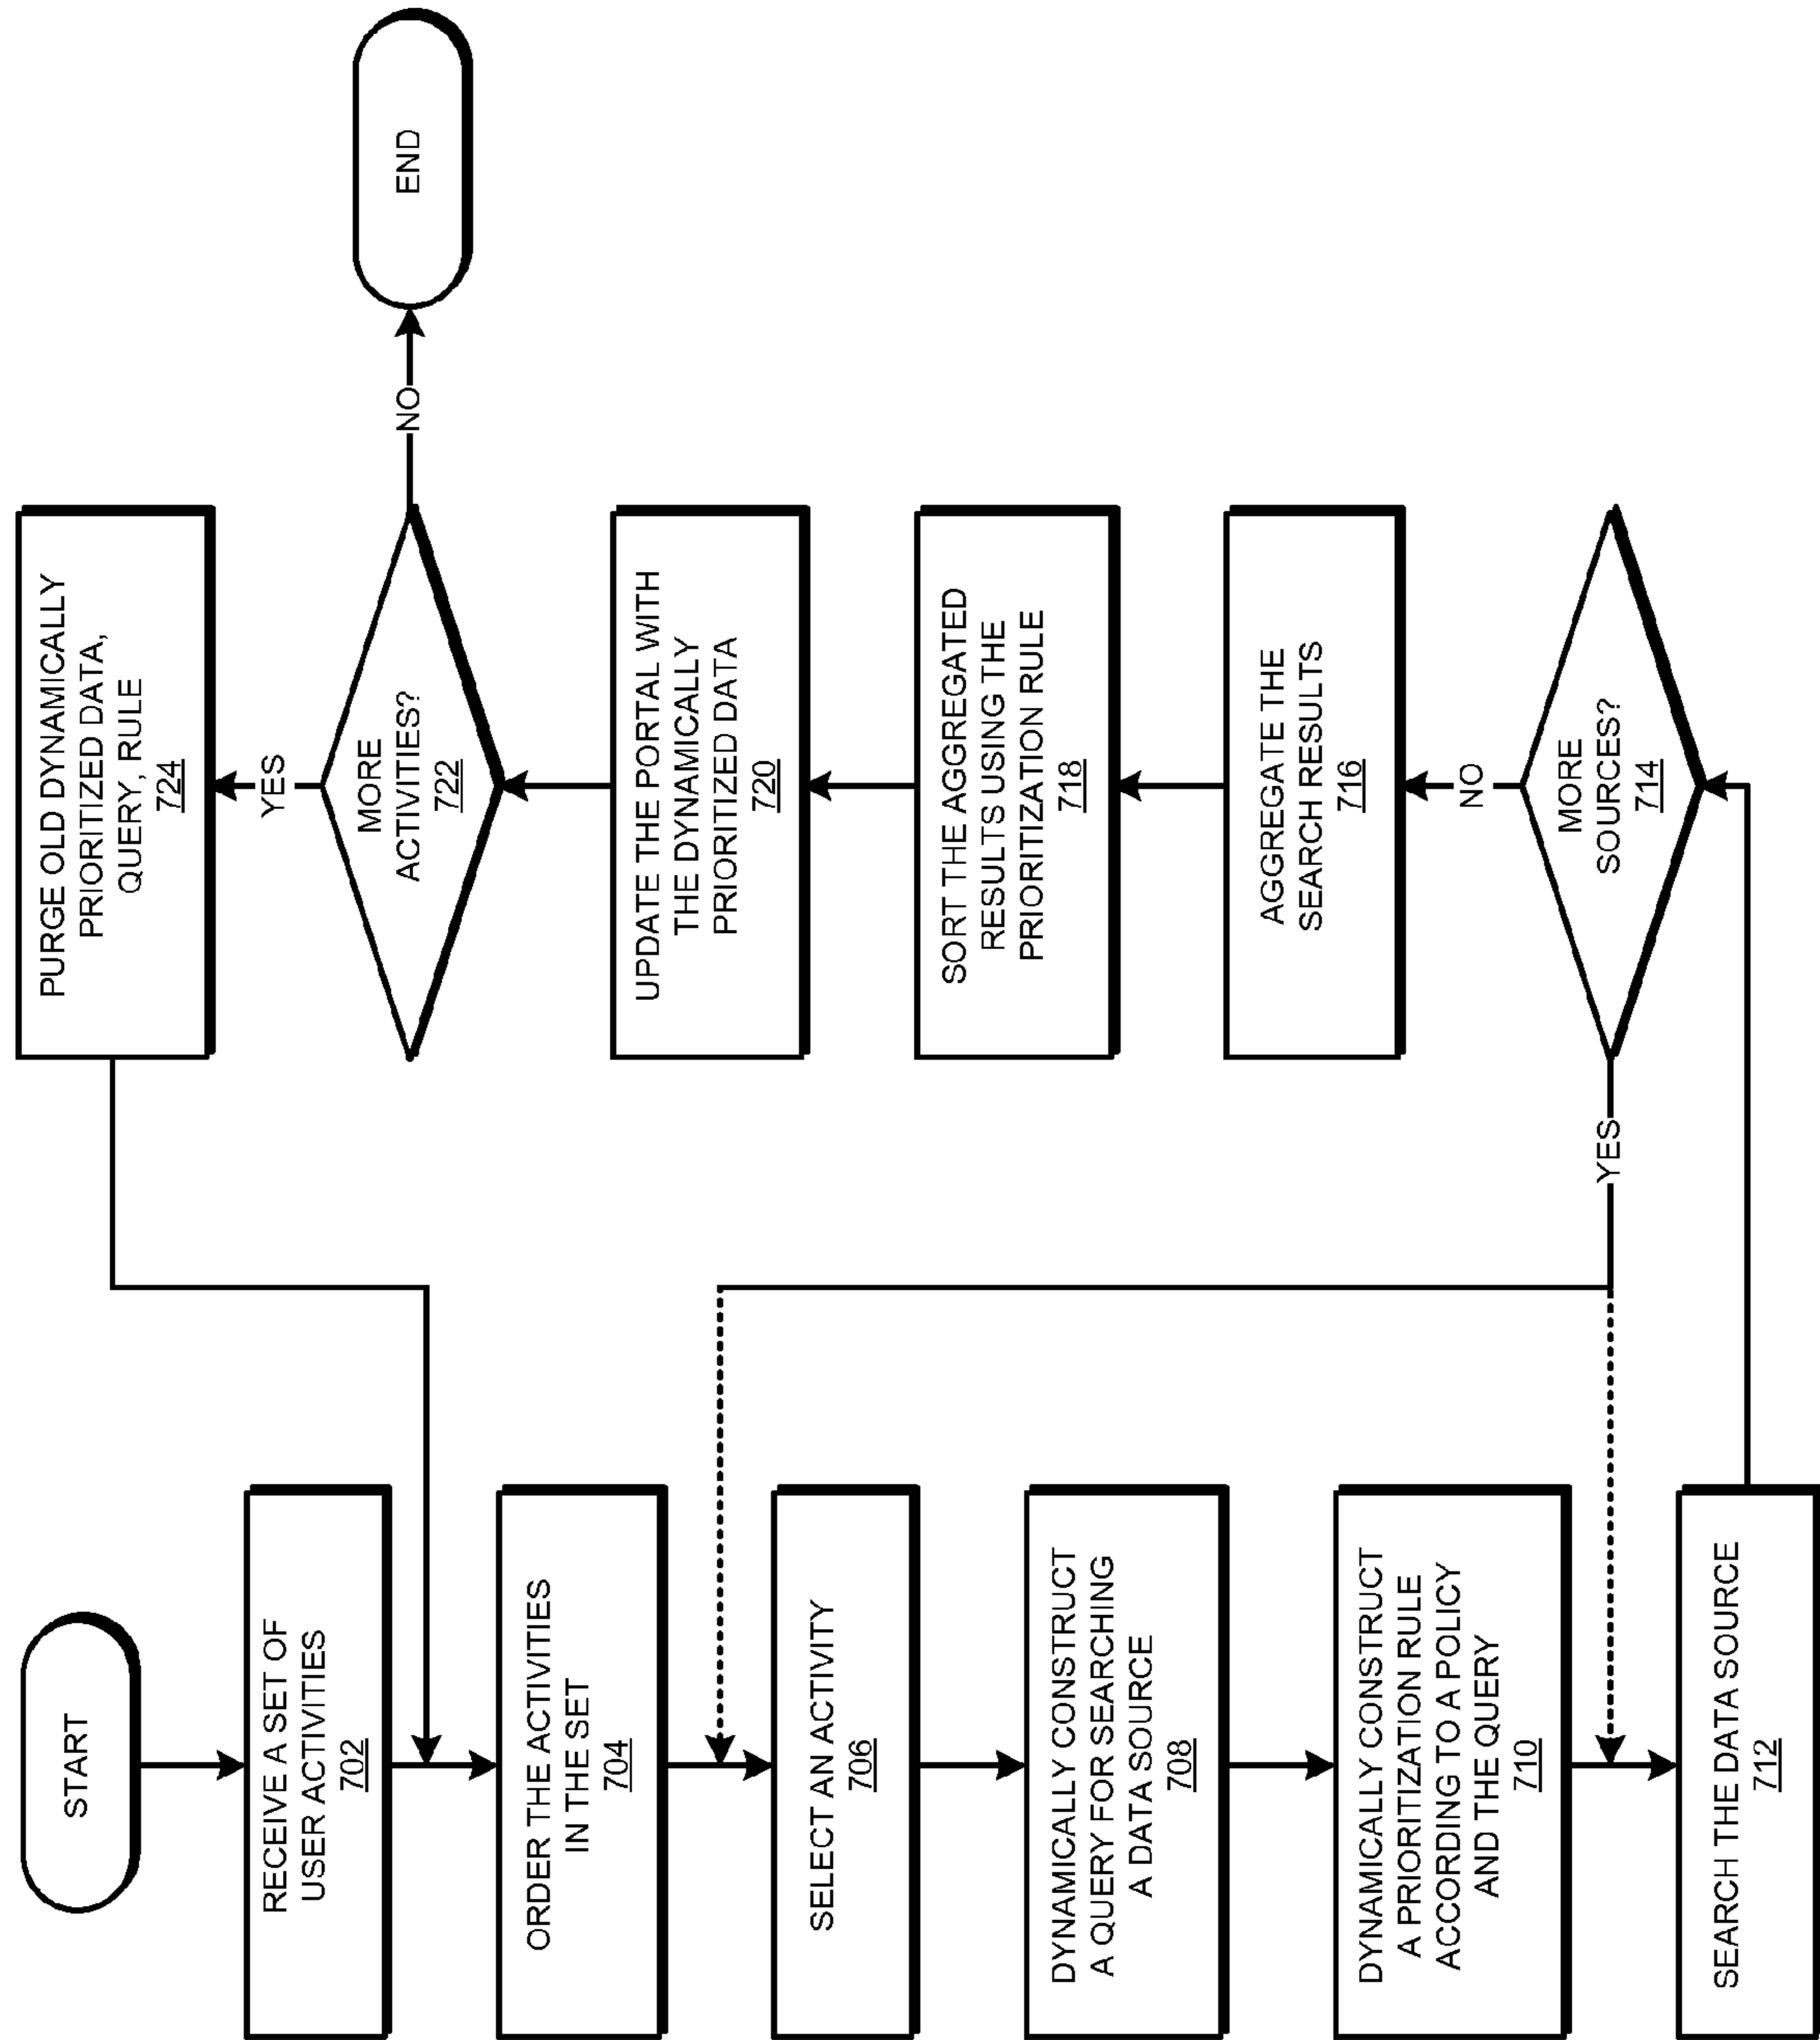 START
RECEIVE A SET OF
USER ACTIVITIES
702
ORDER THE ACTIVITIES
IN THE SET
704
SELECT AN ACTIVITY
706
DYNAMICALLY CONSTRUCT
A QUERY FOR SEARCHING
A DATA SOURCE
708
DYNAMICALLY CONSTRUCT
A PRIORITIZATION RULE
ACCORDING TO A POLICY
AND THE QUERY
710
SEARCH THE DATA SOURCE
712
MORE
SOURCES?
714
YES
NO
AGGREGATE THE
SEARCH RESULTS
716
SORT THE AGGREGATED
RESULTS USING THE
PRIORITIZATION RULE
718
UPDATE THE PORTAL WITH
THE DYNAMICALLY
PRIORITIZED DATA
720
MORE
ACTIVITIES?
722
YES
NO
PURGE OLD DYNAMICALLY
PRIORITIZED DATA,
QUERY, RULE
724
END